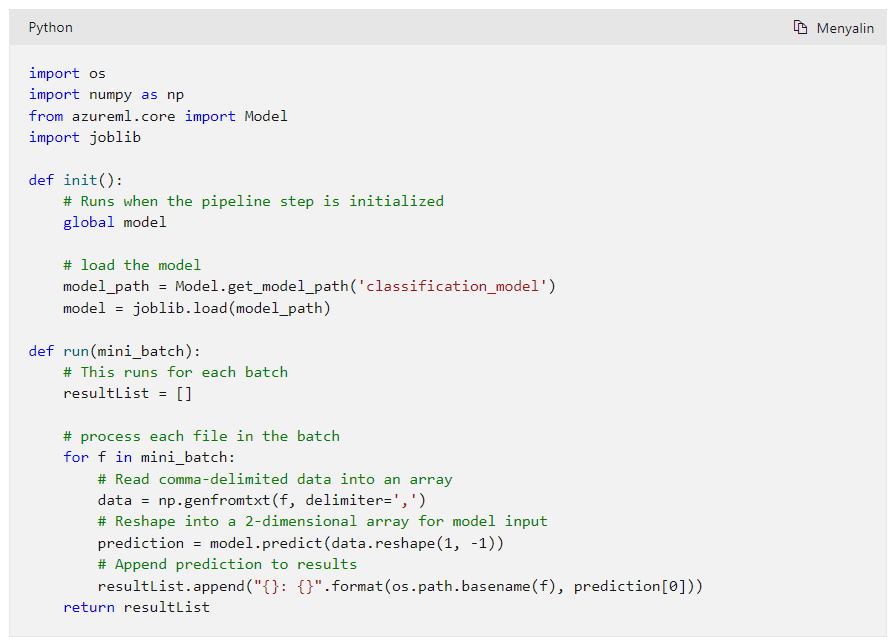 Python
Menyalin
import os
import numpy as np
from azureml.core import Model
import joblib

def init():
    # Runs when the pipeline step is initialized
    global model

    # load the model
    model_path = Model.get_model_path('classification_model')
    model = joblib.load(model_path)

def run(mini_batch):
    # This runs for each batch
    resultList = []

    # process each file in the batch
    for f in mini_batch:
        # Read comma-delimited data into an array
        data = np.genfromtxt(f, delimiter=',')
        # Reshape into a 2-dimensional array for model input
        prediction = model.predict(data.reshape(1, -1))
        # Append prediction to results
        resultList.append("{}: {}".format(os.path.basename(f), prediction[0]))
    return resultList